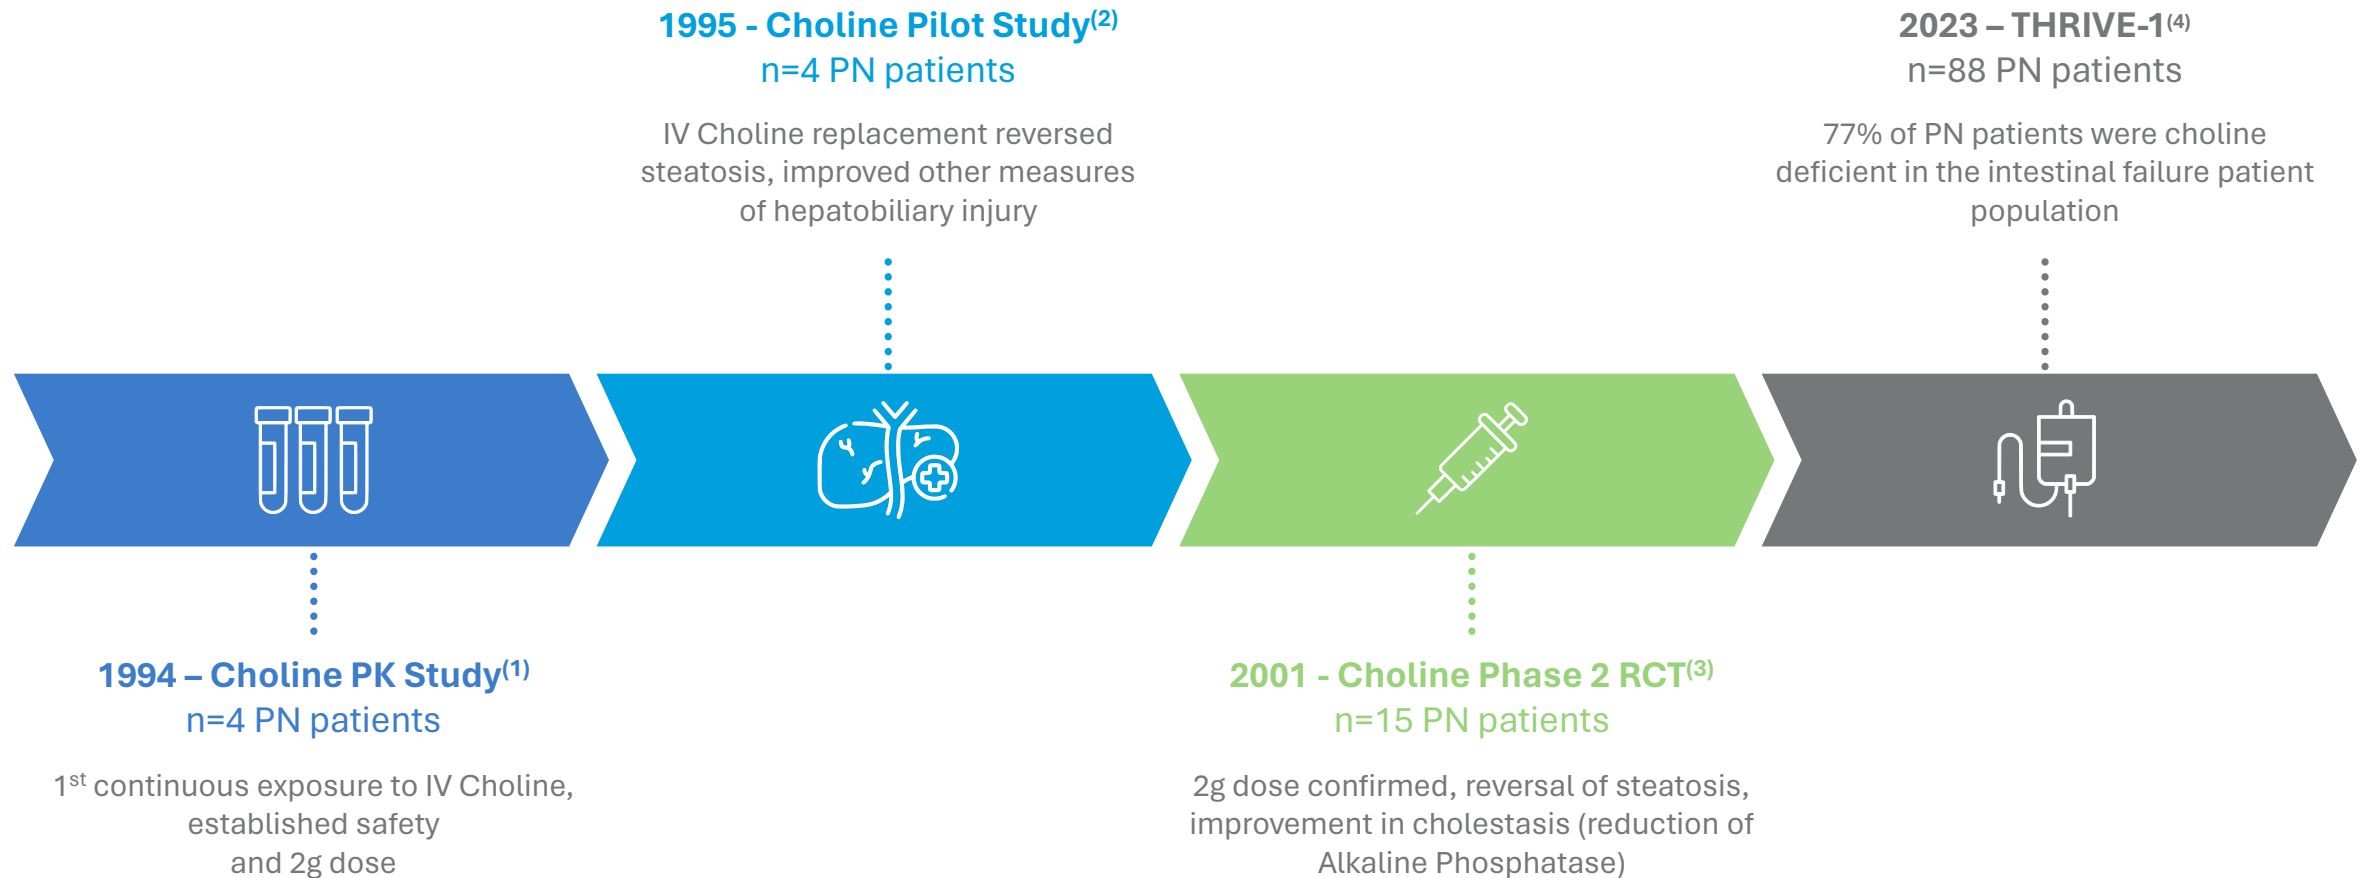 1995 - Choline Pilot Study(2)
n=4 PN patients
IV Choline replacement reversed
steatosis, improved other measures
of hepatobiliary injury
2023 – THRIVE-1(4)
n=88 PN patients
77% of PN patients were choline
deficient in the intestinal failure patient
population
1994 – Choline PK Study(1)
n=4 PN patients
1st continuous exposure to IV Choline,
established safety
and 2g dose
2001 - Choline Phase 2 RCT(3)
n=15 PN patients
2g dose confirmed, reversal of steatosis,
improvement in cholestasis (reduction of
Alkaline Phosphatase)